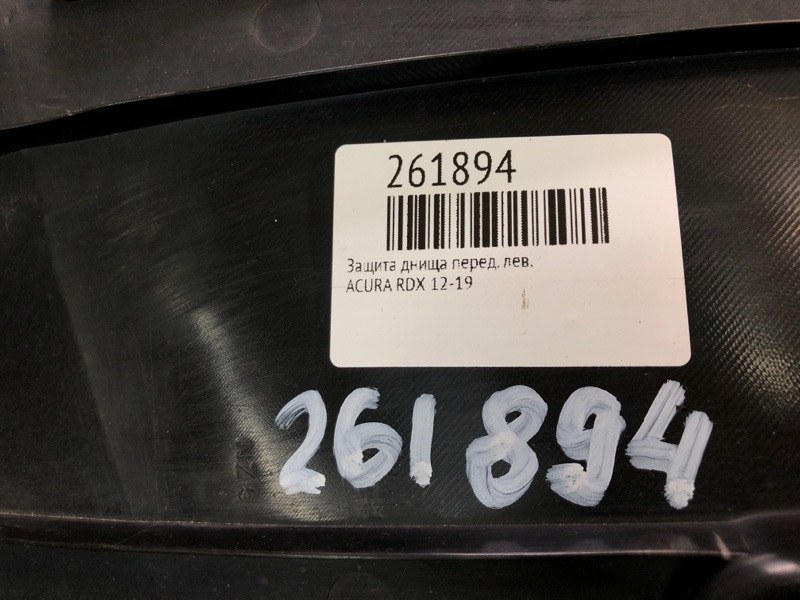 261894
Защита днища перед. лев.
ACURA RDX 12-19
261894